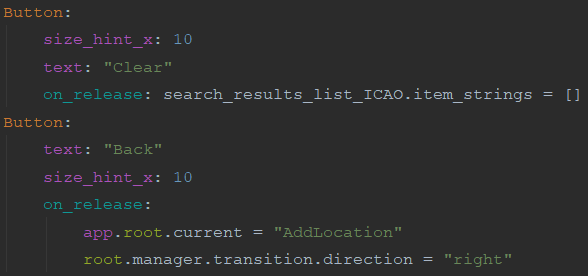 Button:
size_hint_x: 10
text: "Clear"
on_release: search_results_list_ICAO.item_strings = []
Button:
text: "Back"
size_hint_x: 10
on_release:
app.root.current = "AddLocation"
root.manager.transition.direction = "right"